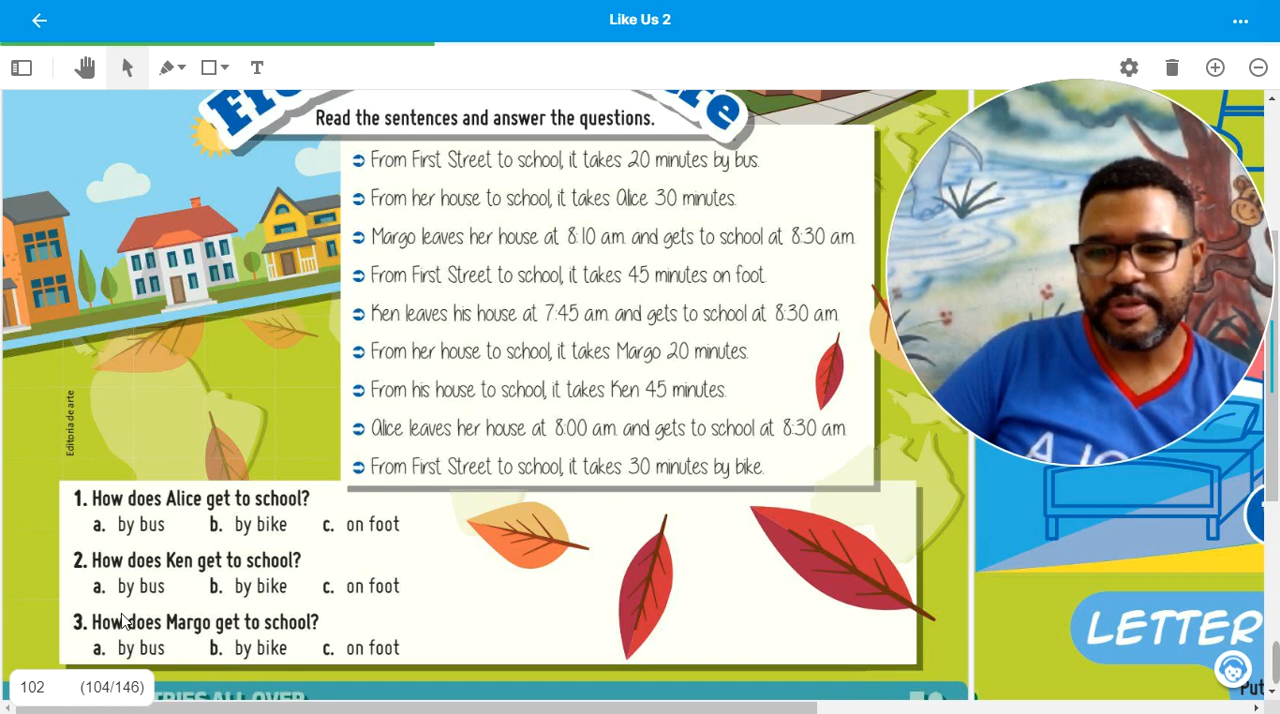 Like Us 2
T
Read the sentences and answer the questions.
From First Street to school, it takes 20 minutes by bus.
From her house to school, it takes Alice 30 minutes.
Margo leaves her house at 8:10 a.m. and gets to school at 8:30 a.m.
From First Street to school, it takes 45 minutes on foot.
Ken leaves his house at 7:45 a.m. and gets to school at 8:30 a.m.
From her house to school, it takes Margo 20 minutes.
From his house to school, it takes Ken 45 minutes.
Alice leaves her house at 8:00 a.m. and gets to school at 8:30 a.m.
From First Street to school, it takes 30 minutes by bike.
Editoria de arte
1. How does Alice get to school?
a. by bus b. by bike c. on foot
2. How does Ken get to school?
a. by bus b. by bike c. on foot
3. How does Margo get to school?
a. by bus b. by bike c. on foot
LETTER
Put
102 (104/146)